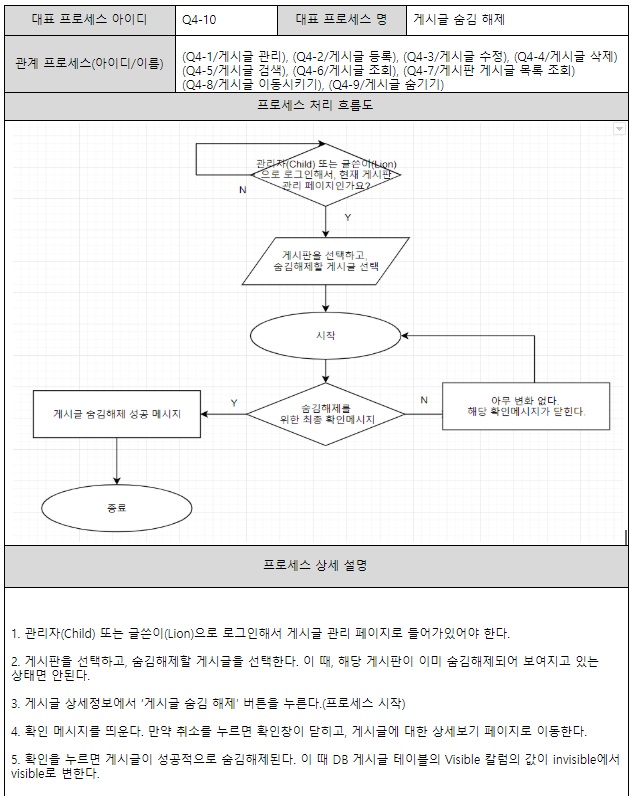 대표 프로세스 아이디 Q4-10 대표 프로세스 명 게시글 숨김 해제
관계 프로세스(아이디/이름)
(Q4-1/게시글 관리), (Q4-2/게시글 등록), (Q4-3/게시글 수정), (Q4-4/게시글 삭제)
(Q4-5/게시글 검색), (Q4-6/게시글 조회), (Q4-7/게시판 게시글 목록 조회)
(Q4-8/게시글 이동시키기), (Q4-9/게시글 숨기기)
프로세스 처리 흐름도
관리자(Child) 또는 글쓴이(Lion)
으로 로그인해서, 현재 게시판
관리 페이지인가요?
N
Y
게시판을 선택하고,
숨김해제할 게시글 선택
시작
숨김해제를
위한 최종 확인메시지
Y
N
게시글 숨김해제 성공 메시지
아무 변화 없다.
해당 확인메시지가 닫힌다.
종료
프로세스 상세 설명
1. 관리자(Child) 또는 글쓴이(Lion)으로 로그인해서 게시글 관리 페이지로 들어가있어야 한다.
2. 게시판을 선택하고, 숨김해제할 게시글을 선택한다. 이 때, 해당 게시판이 이미 숨김해제되어 보여지고 있는
상태면 안된다.
3. 게시글 상세정보에서 '게시글 숨김 해제' 버튼을 누른다.(프로세스 시작)
4. 확인 메시지를 띄운다. 만약 취소를 누르면 확인창이 닫히고, 게시글에 대한 상세보기 페이지로 이동한다.
5. 확인을 누르면 게시글이 성공적으로 숨김해제된다. 이 때 DB 게시글 테이블의 Visible 칼럼의 값이 invisible에서
visible로 변한다.